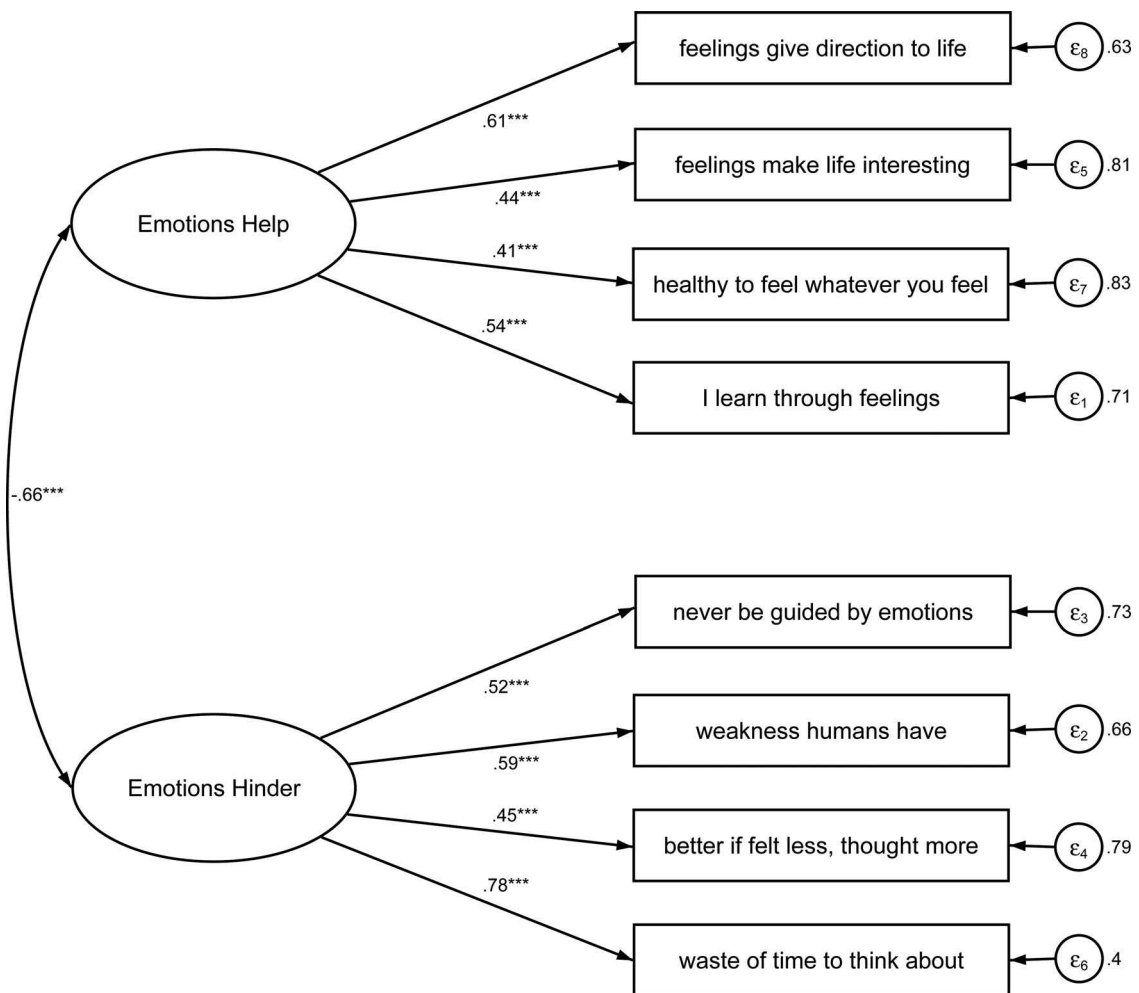 feelings give direction to life
ε8 .63
.61***
feelings make life interesting
ε5 .81
.44***
Emotions Help
.41***
healthy to feel whatever you feel
ε7 .83
.54***
I learn through feelings
ε1 .71
-.66***
never be guided by emotions
ε3 .73
.52***
weakness humans have
ε2 .66
.59***
Emotions Hinder
.45***
better if felt less, thought more
ε4 .79
.78***
waste of time to think about
ε6 .4